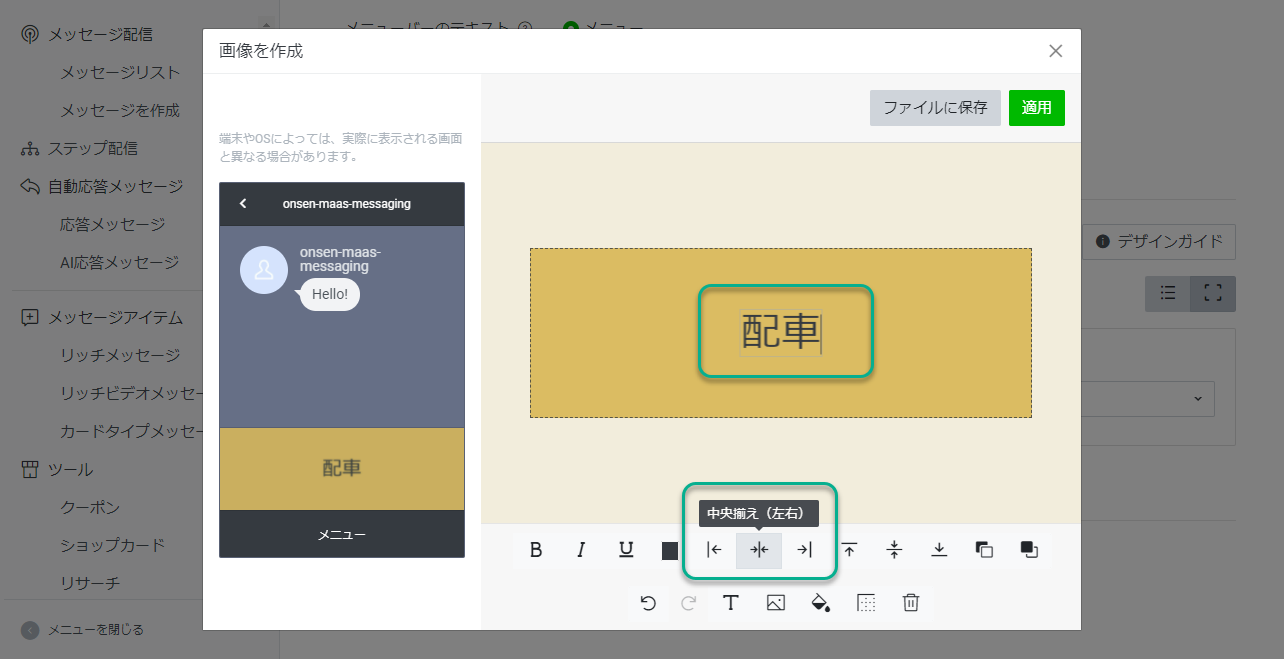 メッセージ配信
メッセージリスト
メッセージを作成
ステップ配信
自動応答メッセージ
応答メッセージ
AI応答メッセージ
メッセージアイテム
リッチメッセージ
リッチビデオメッセー
カードタイプメッセー
ツール
クーポン
ショップカード
リサーチ
メニューを閉じる
メニューバーのテキスト
メニュー
画像を作成
端末やOSによっては、実際に表示される画面
と異なる場合があります。
onsen-maas-messaging
onsen-maas-
messaging
Hello!
配車
メニュー
ファイルに保存
適用
配車
中央揃え（左右）
B I U
T
デザインガイド